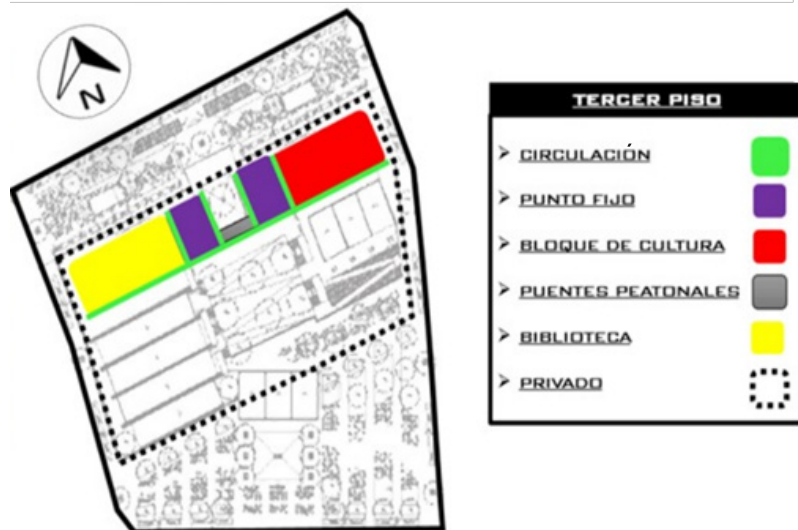 N
TERCER PISO
CIRCULACIÓN
PUNTO FIJO
BLOQUE DE CULTURA
PUENTES PEATONALES
BIBLIOTECA
PRIVADO